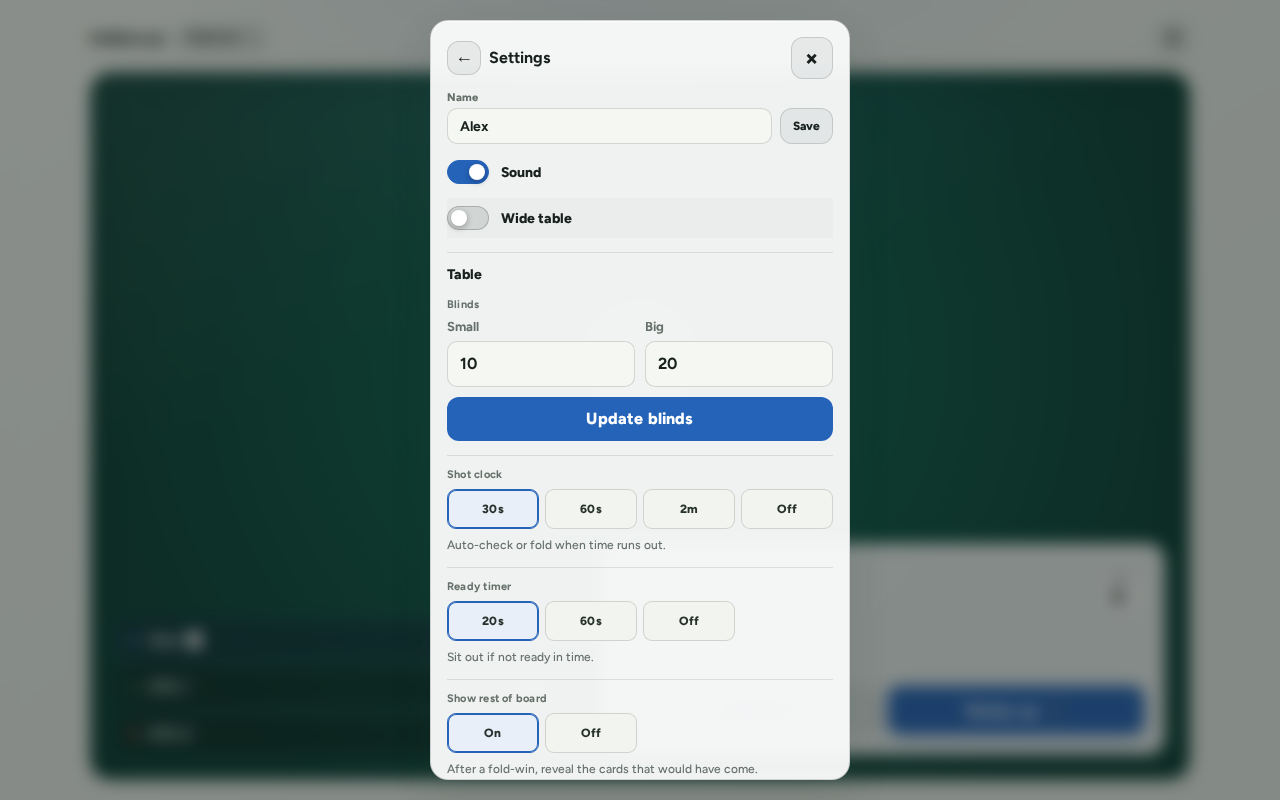 ← Settings ×
Name
Alex Save
Sound
Wide table
Table
Blinds
Small Big
10 20
Update blinds
Shot clock
30s 60s 2m Off
Auto-check or fold when time runs out.
Ready timer
20s 60s Off
Sit out if not ready in time.
Show rest of board
On Off
After a fold-win, reveal the cards that would have come.